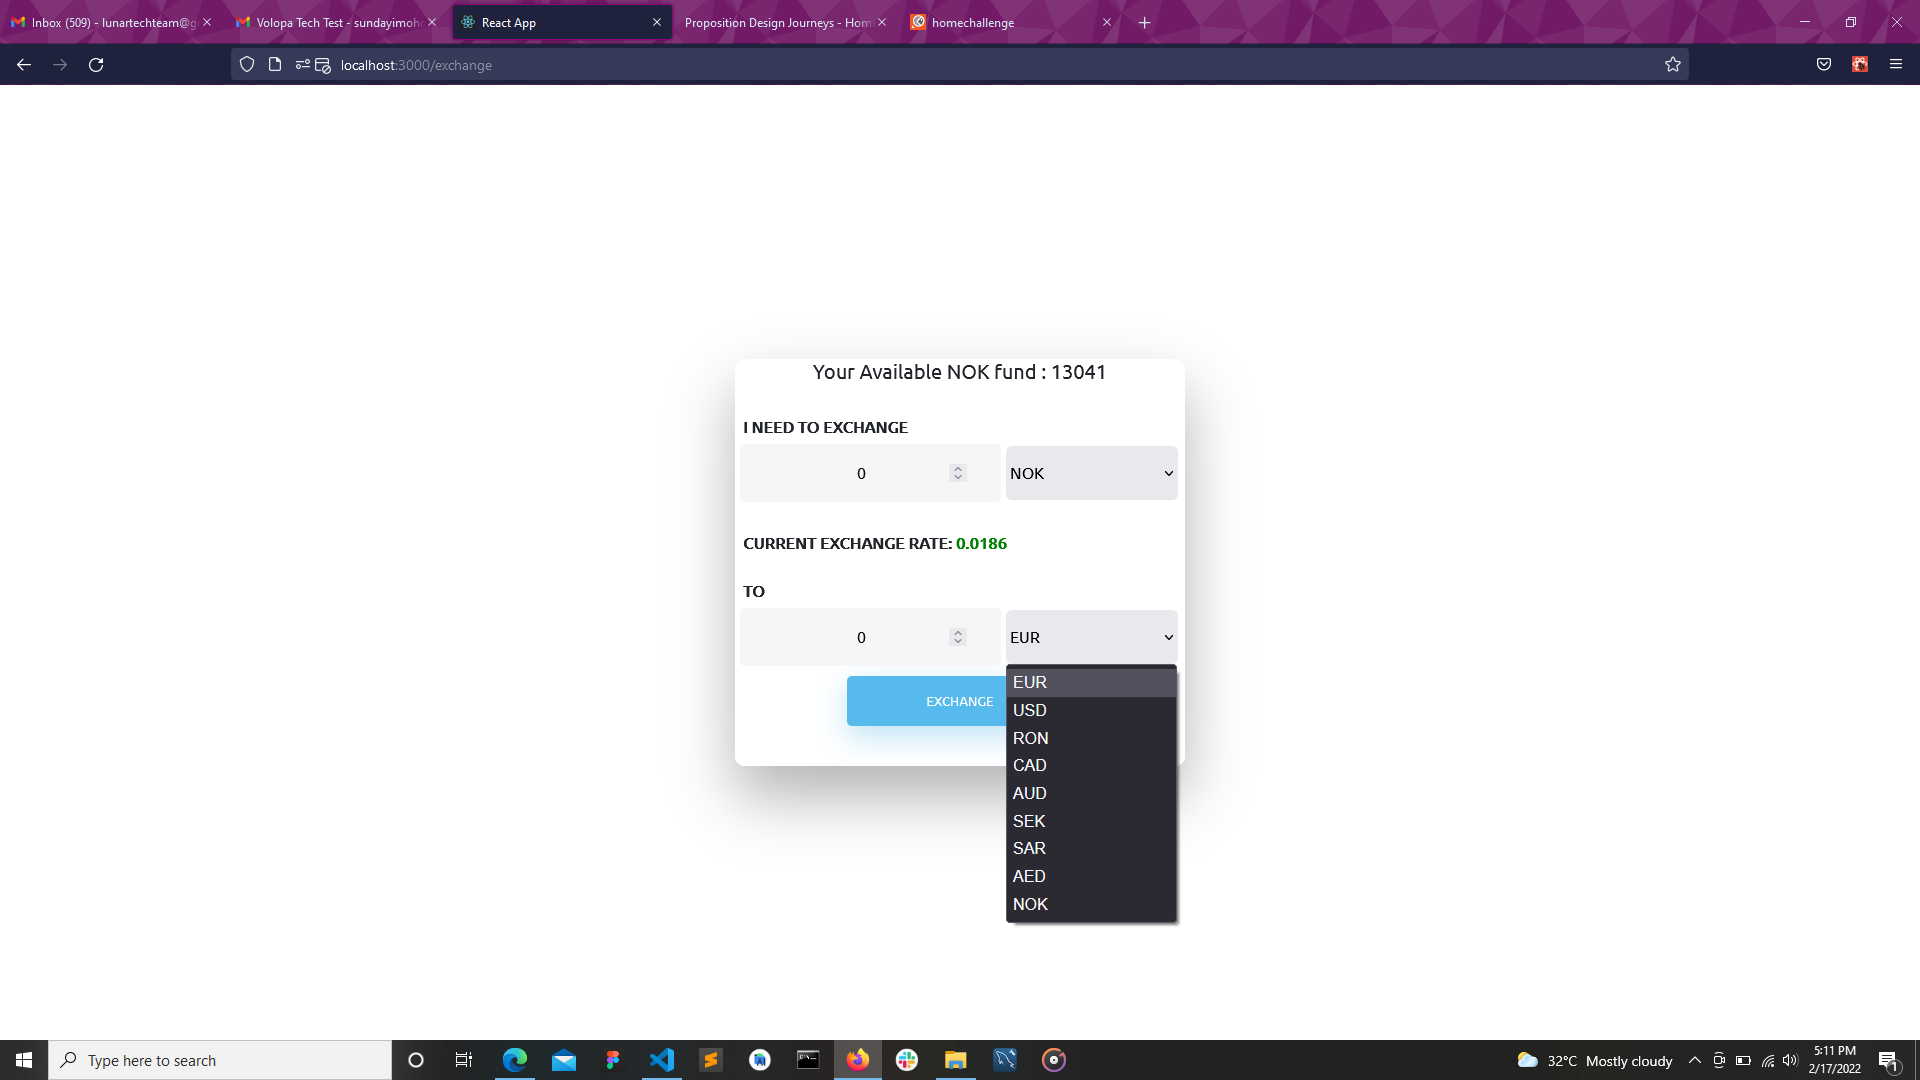 Inbox (509) - lunartechteam@g
Volopa Tech Test - sundayimoh
React App
Proposition Design Journeys - Hom
homechallenge
localhost:3000/exchange
Your Available NOK fund : 13041
I NEED TO EXCHANGE
0
NOK
CURRENT EXCHANGE RATE: 0.0186
TO
0
EUR
EXCHANGE
EUR
USD
RON
CAD
AUD
SEK
SAR
AED
NOK
Type here to search
32°C Mostly cloudy
5:11 PM
2/17/2022
1